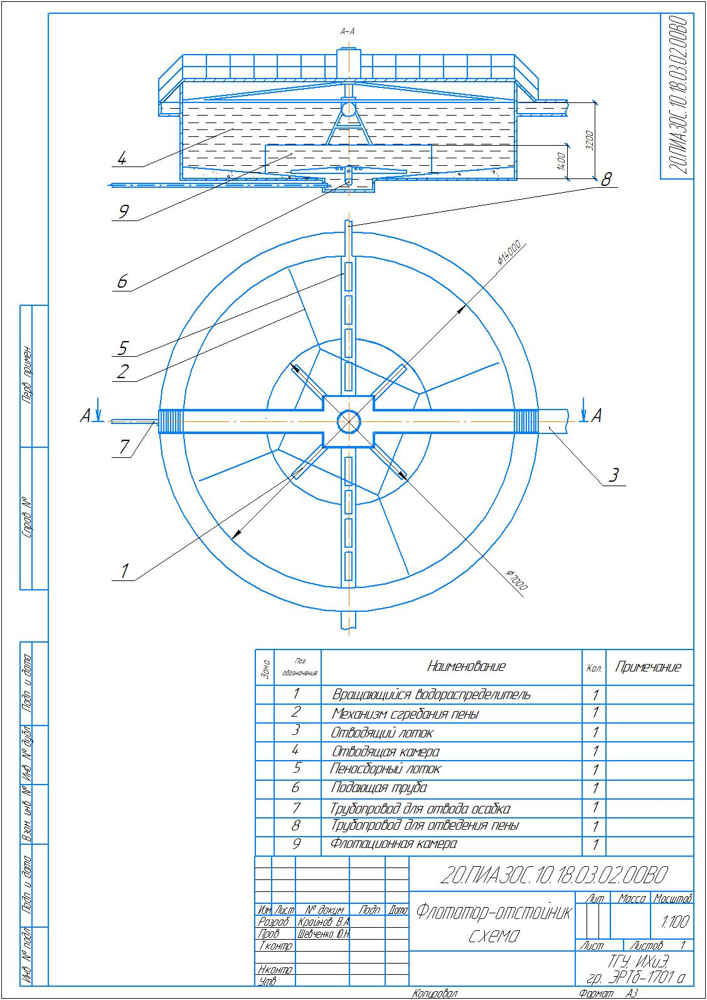 А-А
20.ПИАЗОС.10.18.03.02.00ВО
3200
1400
4
9
8
6
⌀14000
5
2
А
А
7
3
1
⌀7000
Перв примен
Справ №
Подп и дата
Инв № дубл
Взам. инв. №
Подп и дата
Инв № подл
Зона
Поз. обозначение
Наименование
Кол.
Примечание
1 Вращающийся водораспределитель 1
2 Механизм сгребания пены 1
3 Отводящий лоток 1
4 Отводящая камера 1
5 Пеносборный лоток 1
6 Подающая труба 1
7 Трубопровод для отвода осадка 1
8 Трубопровод для отведения пены 1
9 Флотационная камера 1
20.ПИАЗОС.10.18.03.02.00ВО
Изм Лист № докум Подп Дата
Разраб Крайнов В.А
Пров Шевченко Ю.Н
Т контр
Н контр
Утв
Флотатор-отстойник
схема
Лит Масса Масштаб
1:100
Лист Листов 1
ТГУ, ИХиЭ,
гр. ЭРТб-1701 а
Копировал Формат А3